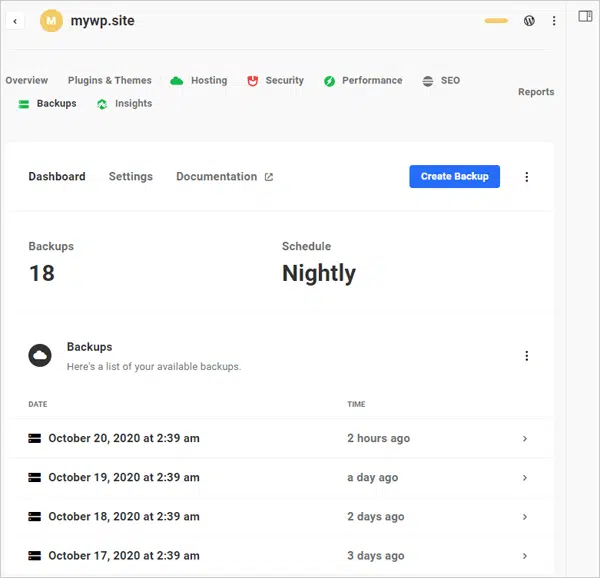 M mywp.site
Overview Plugins & Themes Hosting Security Performance SEO
Backups Insights
Reports
Dashboard Settings Documentation Create Backup
Backups Schedule
18 Nightly
Backups
Here's a list of your available backups.
DATE TIME
October 20, 2020 at 2:39 am 2 hours ago
October 19, 2020 at 2:39 am a day ago
October 18, 2020 at 2:39 am 2 days ago
October 17, 2020 at 2:39 am 3 days ago